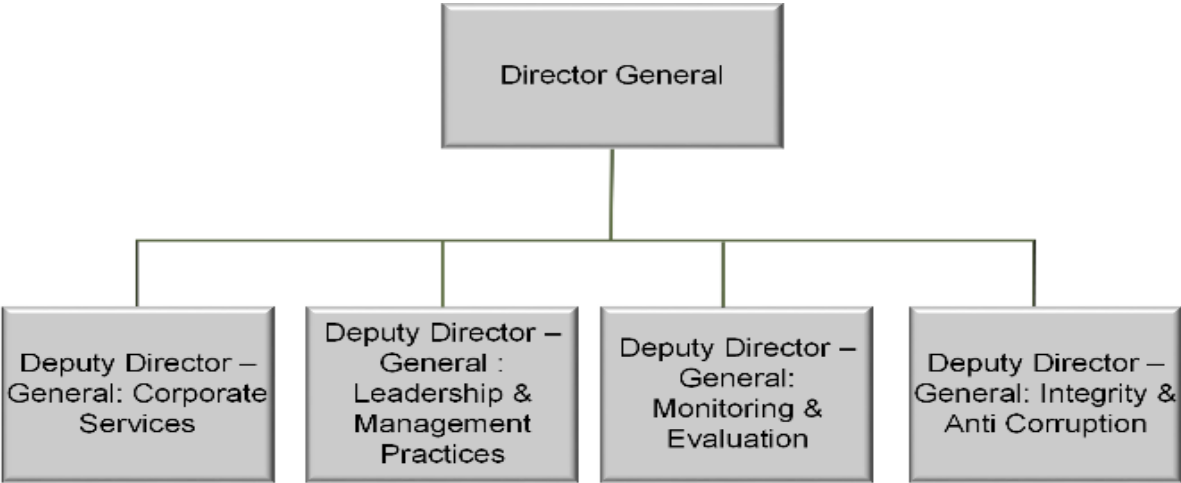 Director General
Deputy Director –
General: Corporate
Services
Deputy Director –
General :
Leadership &
Management
Practices
Deputy Director –
General:
Monitoring &
Evaluation
Deputy Director –
General: Integrity &
Anti Corruption